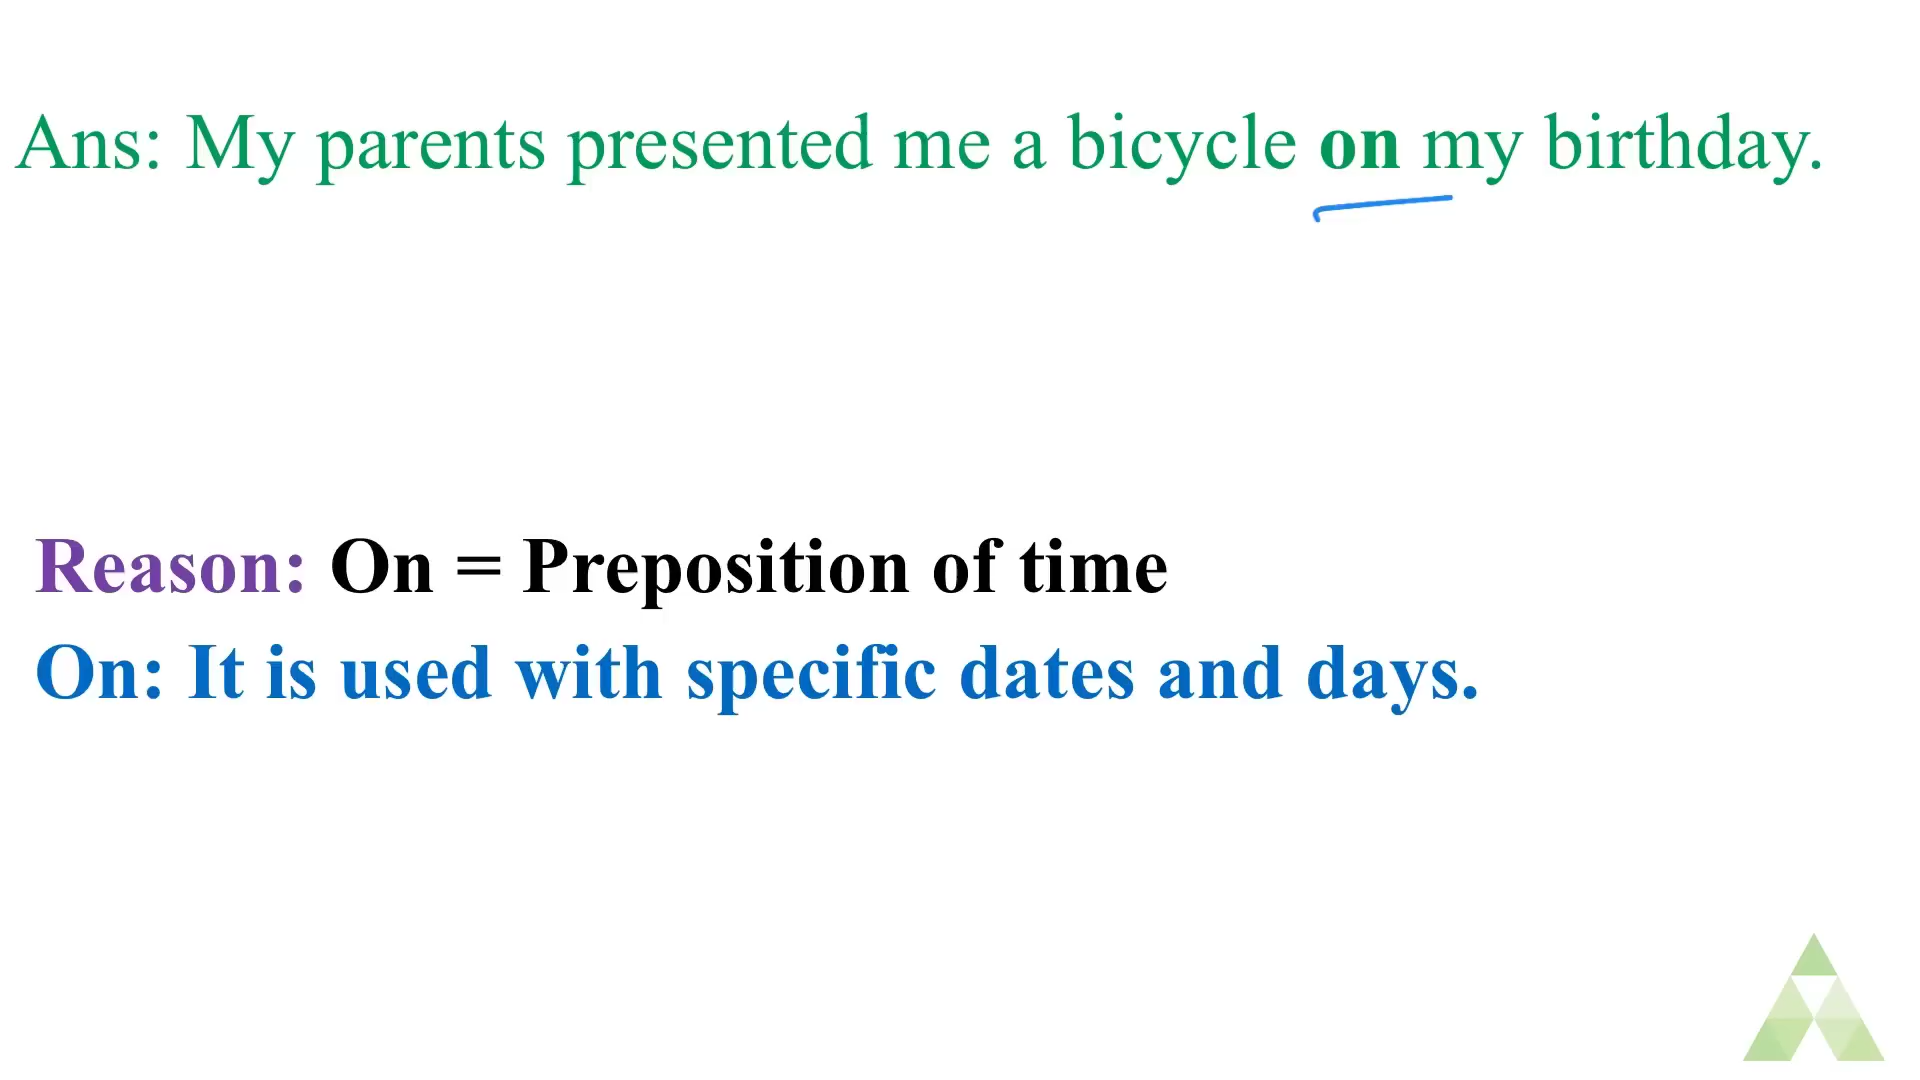 Ans: My parents presented me a bicycle on my birthday.
Reason: On = Preposition of time
On: It is used with specific dates and days.